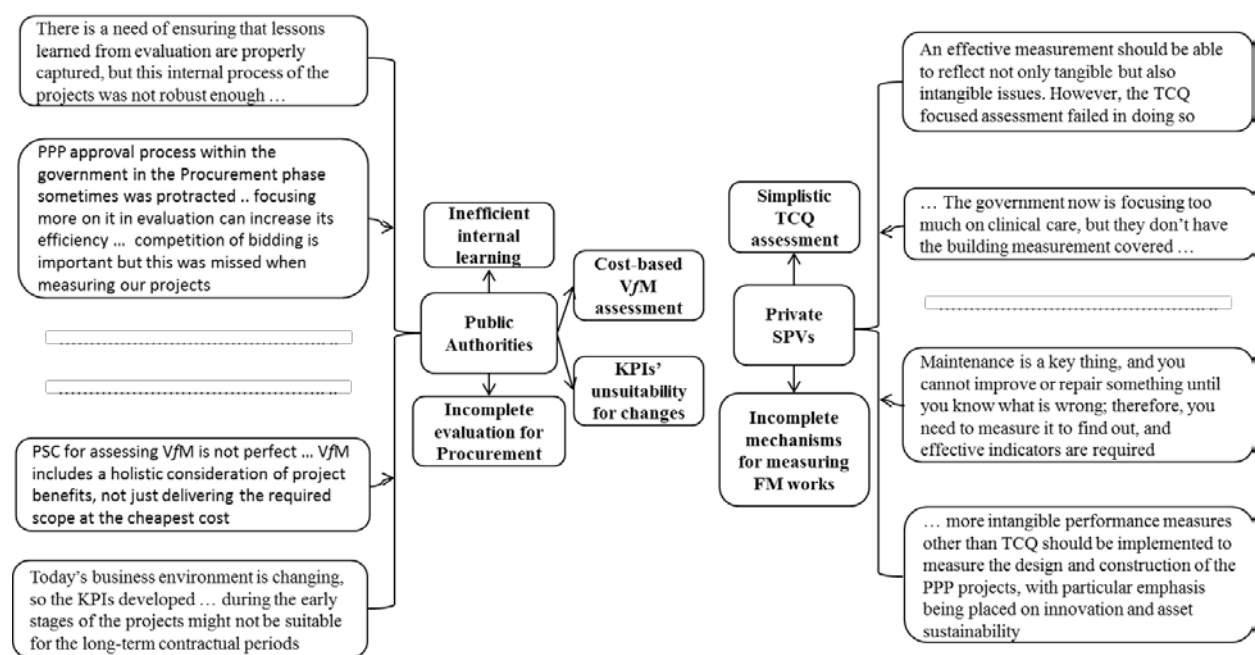 There is a need of ensuring that lessons
learned from evaluation are properly
captured, but this internal process of the
projects was not robust enough …
PPP approval process within the
government in the Procurement phase
sometimes was protracted .. focusing
more on it in evaluation can increase its
efficiency … competition of bidding is
important but this was missed when
measuring our projects
……………………………………..
……………………………………..
PSC for assessing VfM is not perfect … VfM
includes a holistic consideration of project
benefits, not just delivering the required
scope at the cheapest cost
Today's business environment is changing,
so the KPIs developed … during the early
stages of the projects might not be suitable
for the long-term contractual periods
Inefficient
internal
learning
Cost-based
VfM
assessment
Public
Authorities
KPIs'
unsuitability
for changes
Incomplete
evaluation for
Procurement
Simplistic
TCQ
assessment
Private
SPVs
Incomplete
mechanisms
for measuring
FM works
An effective measurement should be able
to reflect not only tangible but also
intangible issues. However, the TCQ
focused assessment failed in doing so
… The government now is focusing too
much on clinical care, but they don't have
the building measurement covered …
……………………………………..
Maintenance is a key thing, and you
cannot improve or repair something until
you know what is wrong; therefore, you
need to measure it to find out, and
effective indicators are required
… more intangible performance measures
other than TCQ should be implemented to
measure the design and construction of the
PPP projects, with particular emphasis
being placed on innovation and asset
sustainability